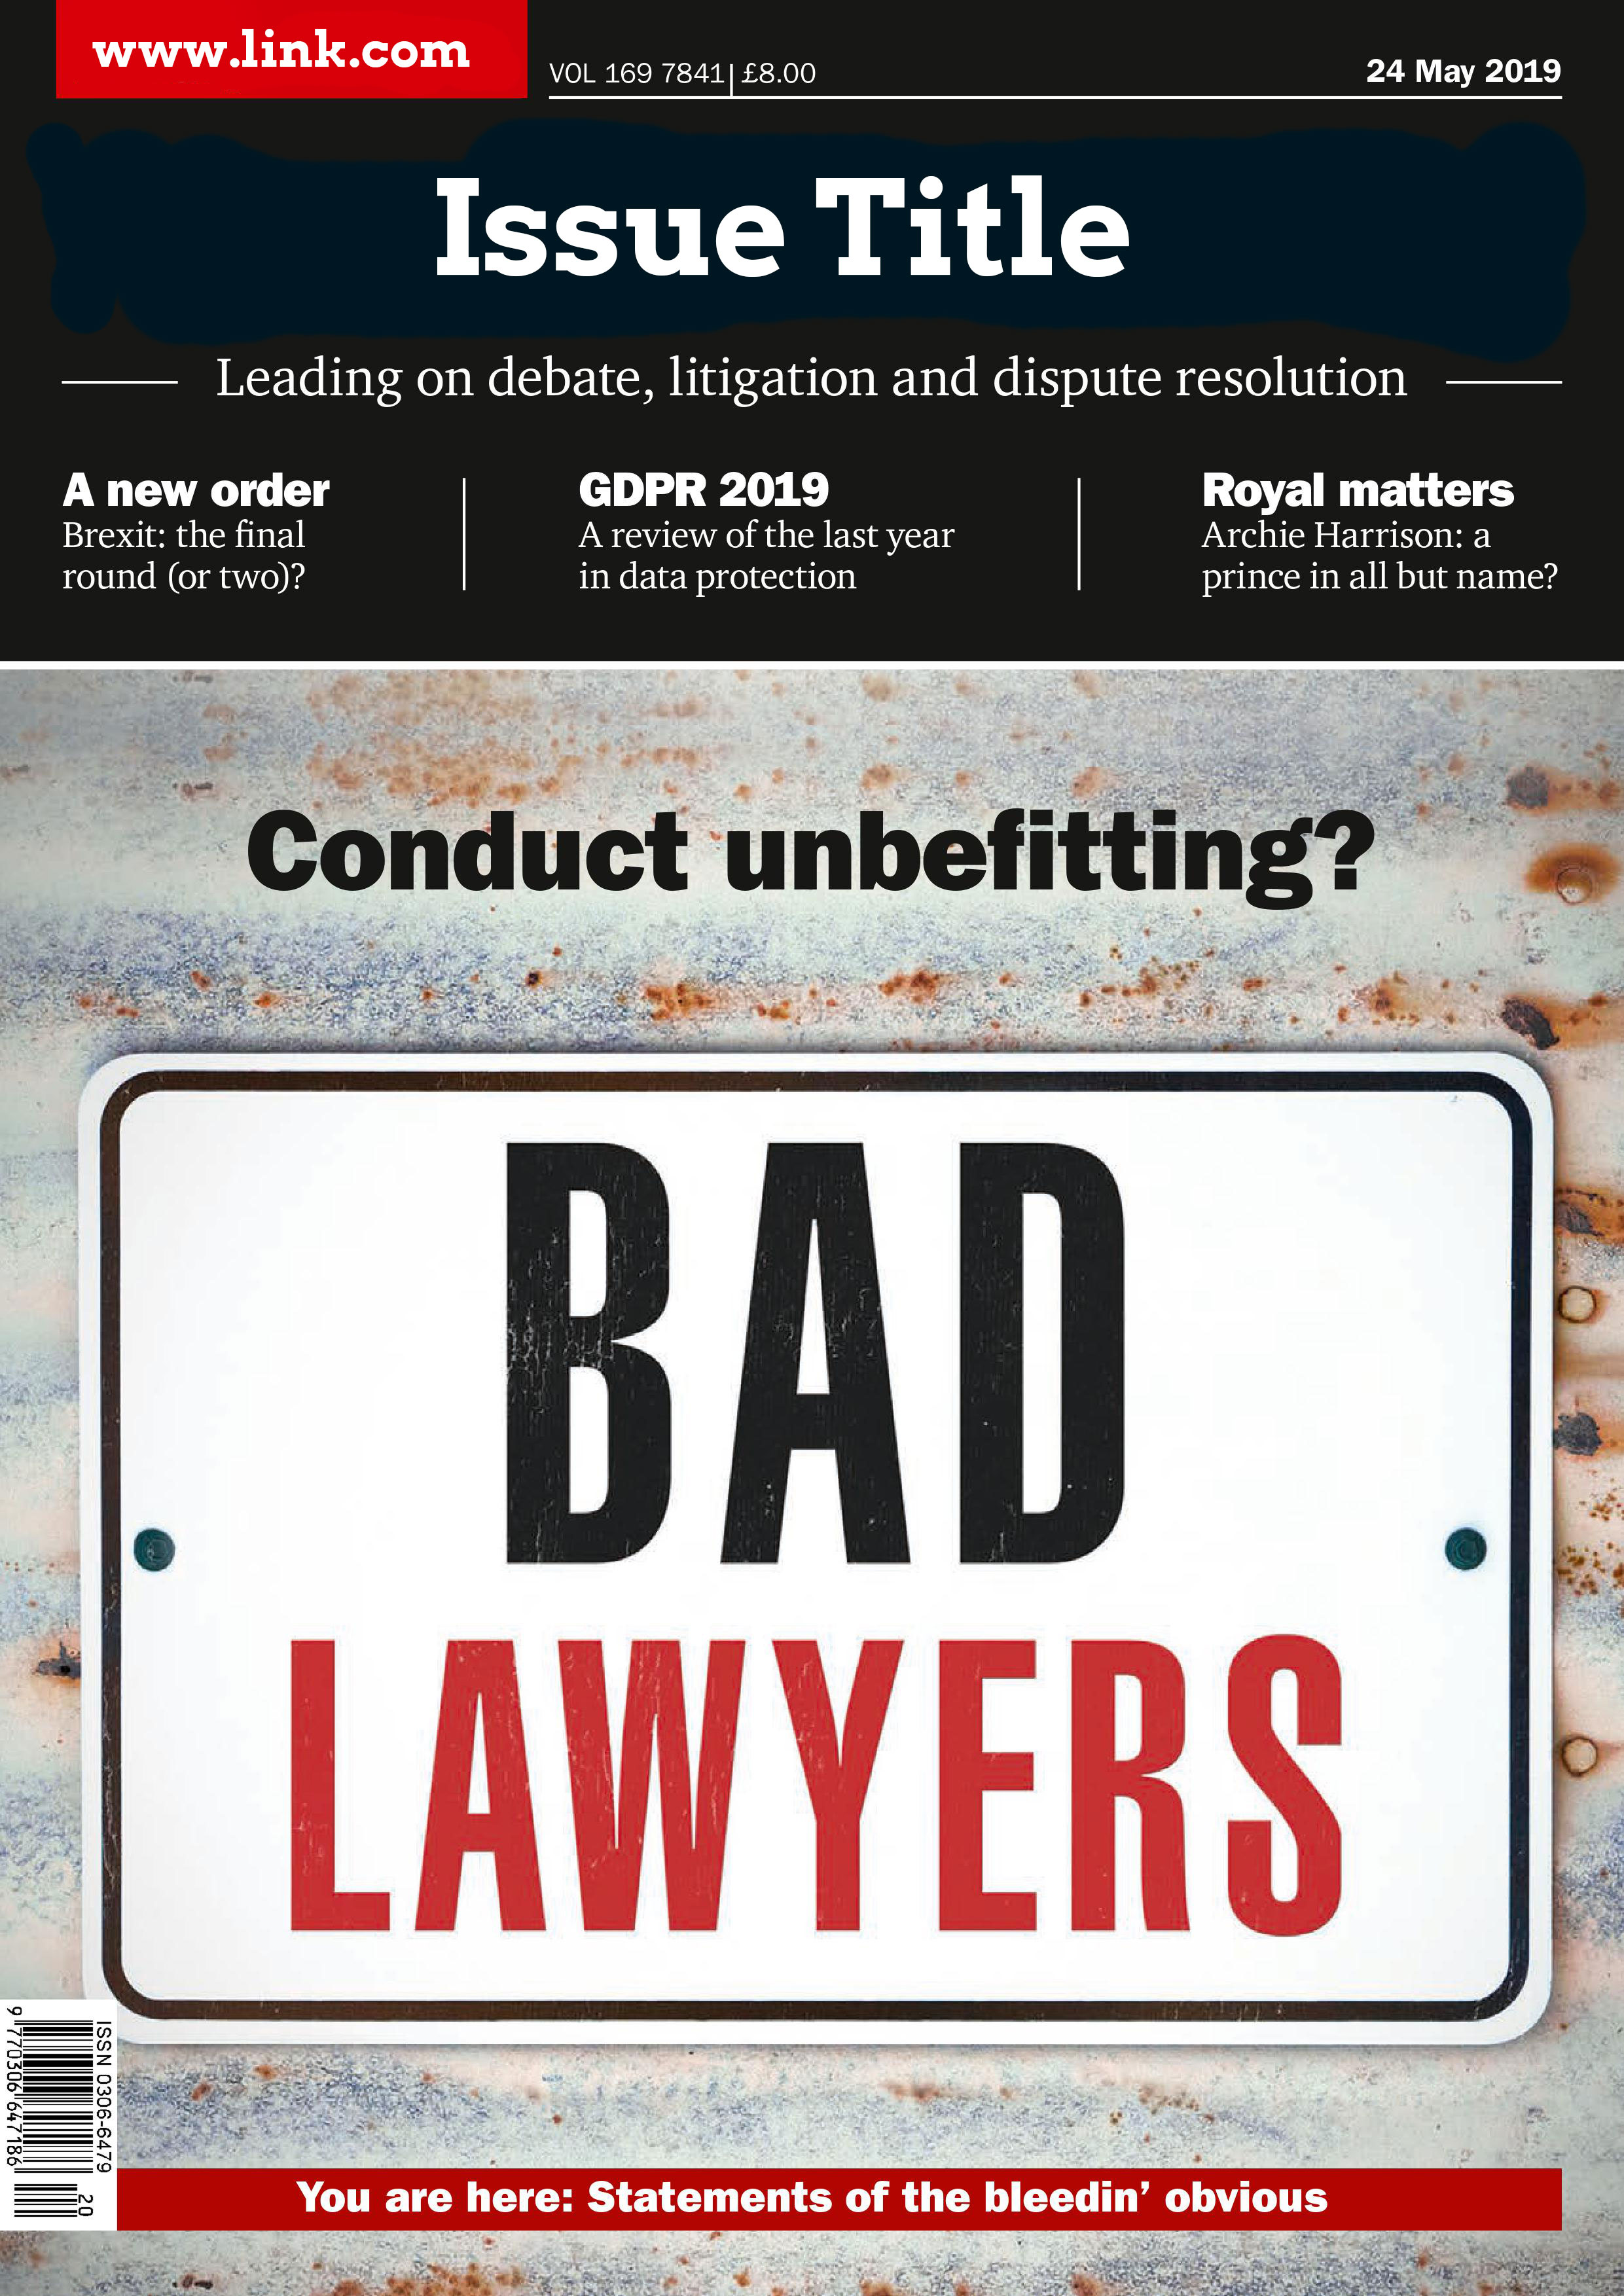 www.link.com
VOL 169 7841 | £8.00
24 May 2019
Issue Title
Leading on debate, litigation and dispute resolution
A new order
Brexit: the final
round (or two)?
GDPR 2019
A review of the last year
in data protection
Royal matters
Archie Harrison: a
prince in all but name?
Conduct unbefitting?
BAD
LAWYERS
ISSN 0306-6479
20
9 770306 647186
You are here: Statements of the bleedin’ obvious